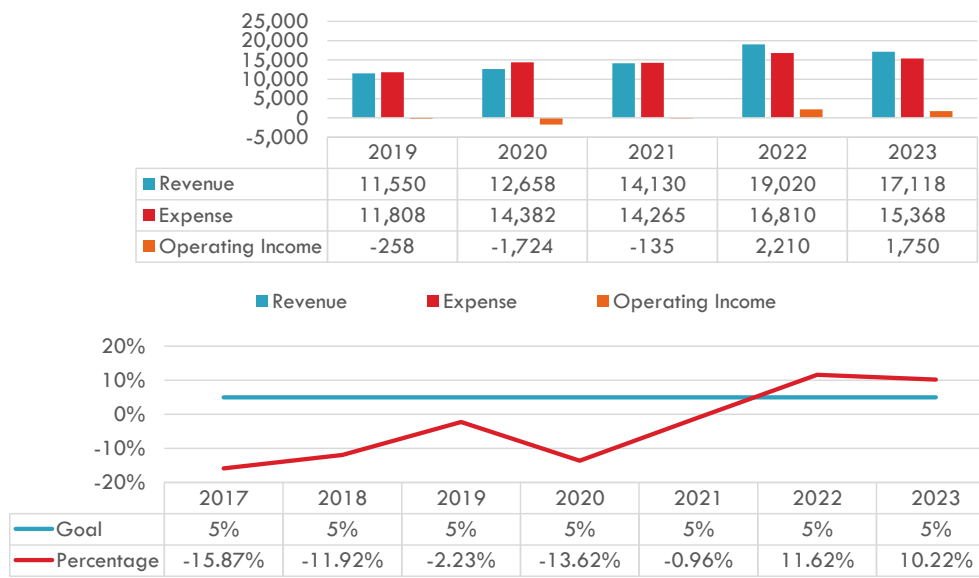 25,000
20,000
15,000
10,000
5,000
0
-5,000
2019 2020 2021 2022 2023
Revenue 11,550 12,658 14,130 19,020 17,118
Expense 11,808 14,382 14,265 16,810 15,368
Operating Income -258 -1,724 -135 2,210 1,750
Revenue Expense Operating Income
20%
10%
0%
-10%
-20%
2017 2018 2019 2020 2021 2022 2023
Goal 5% 5% 5% 5% 5% 5% 5%
Percentage -15.87% -11.92% -2.23% -13.62% -0.96% 11.62% 10.22%